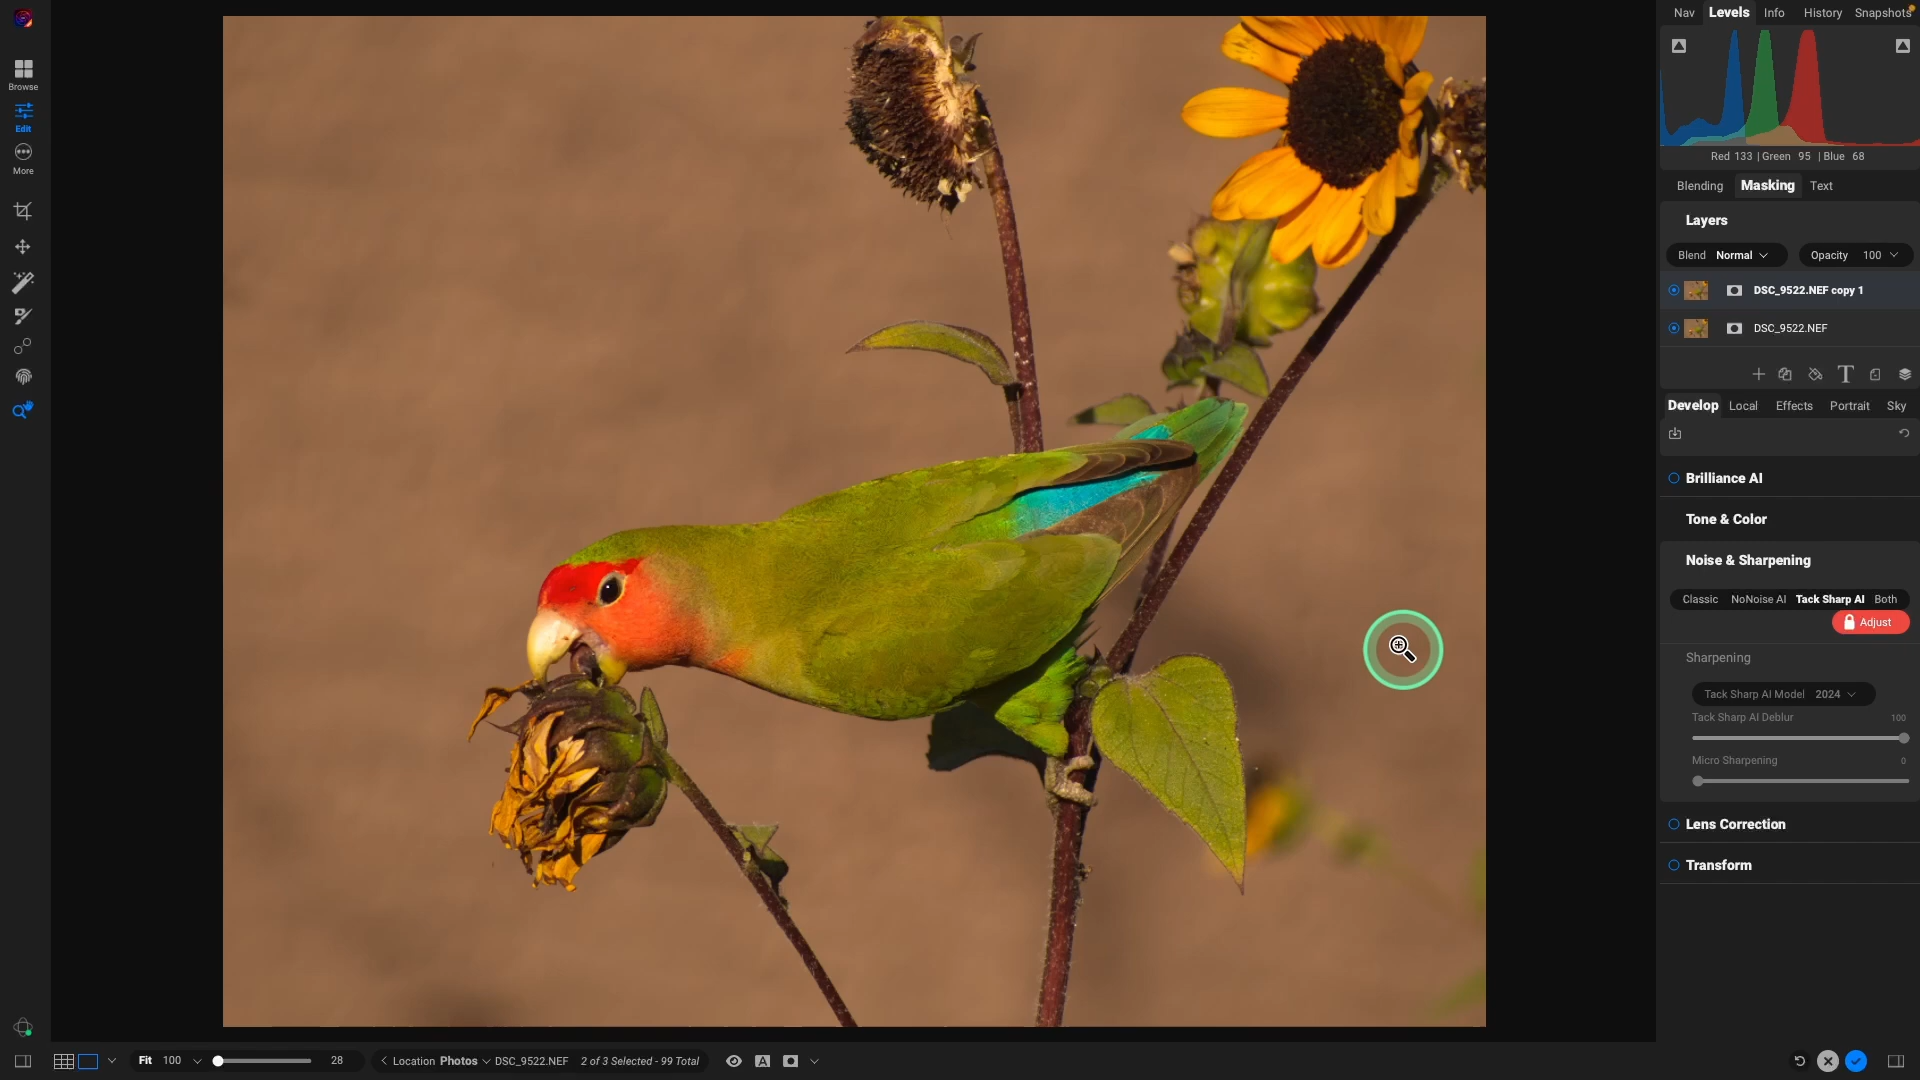 Nav Levels Info History Snapshots
Browse
Edit
More
Red 133 | Green 95 | Blue 68
Blending Masking Text
Layers
Blend Normal Opacity 100
DSC_9522.NEF copy 1
DSC_9522.NEF
T
Develop Local Effects Portrait Sky
Brilliance AI
Tone & Color
Noise & Sharpening
Classic NoNoise AI Tack Sharp AI Both
Adjust
Sharpening
Tack Sharp AI Model 2024
Tack Sharp AI Deblur 100
Micro Sharpening 0
Lens Correction
Transform
Fit 100 28 Location Photos DSC_9522.NEF 2 of 3 Selected - 99 Total A